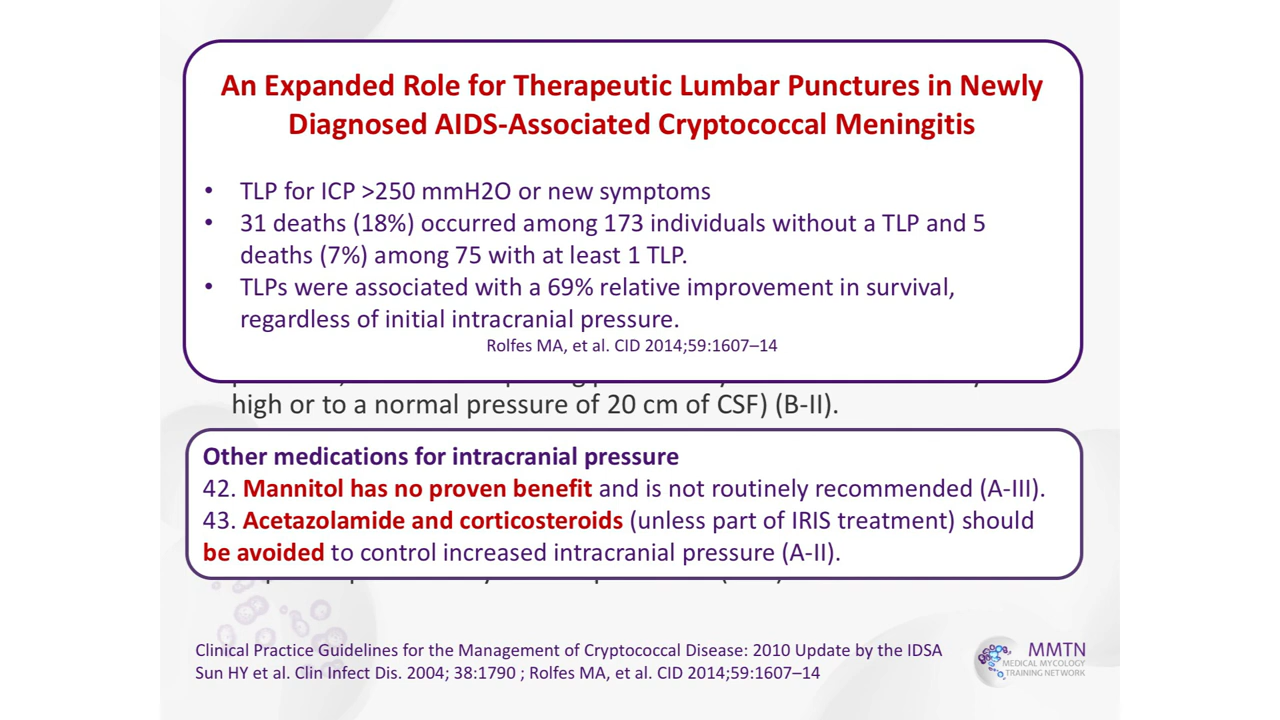 An Expanded Role for Therapeutic Lumbar Punctures in Newly
Diagnosed AIDS-Associated Cryptococcal Meningitis
• TLP for ICP >250 mmH2O or new symptoms
• 31 deaths (18%) occurred among 173 individuals without a TLP and 5
deaths (7%) among 75 with at least 1 TLP.
• TLPs were associated with a 69% relative improvement in survival,
regardless of initial intracranial pressure.
Rolfes MA, et al. CID 2014;59:1607–14
high or to a normal pressure of 20 cm of CSF) (B-II).
Other medications for intracranial pressure
42. Mannitol has no proven benefit and is not routinely recommended (A-III).
43. Acetazolamide and corticosteroids (unless part of IRIS treatment) should
be avoided to control increased intracranial pressure (A-II).
Clinical Practice Guidelines for the Management of Cryptococcal Disease: 2010 Update by the IDSA
Sun HY et al. Clin Infect Dis. 2004; 38:1790 ; Rolfes MA, et al. CID 2014;59:1607–14
MMTN
MEDICAL MYCOLOGY
TRAINING NETWORK